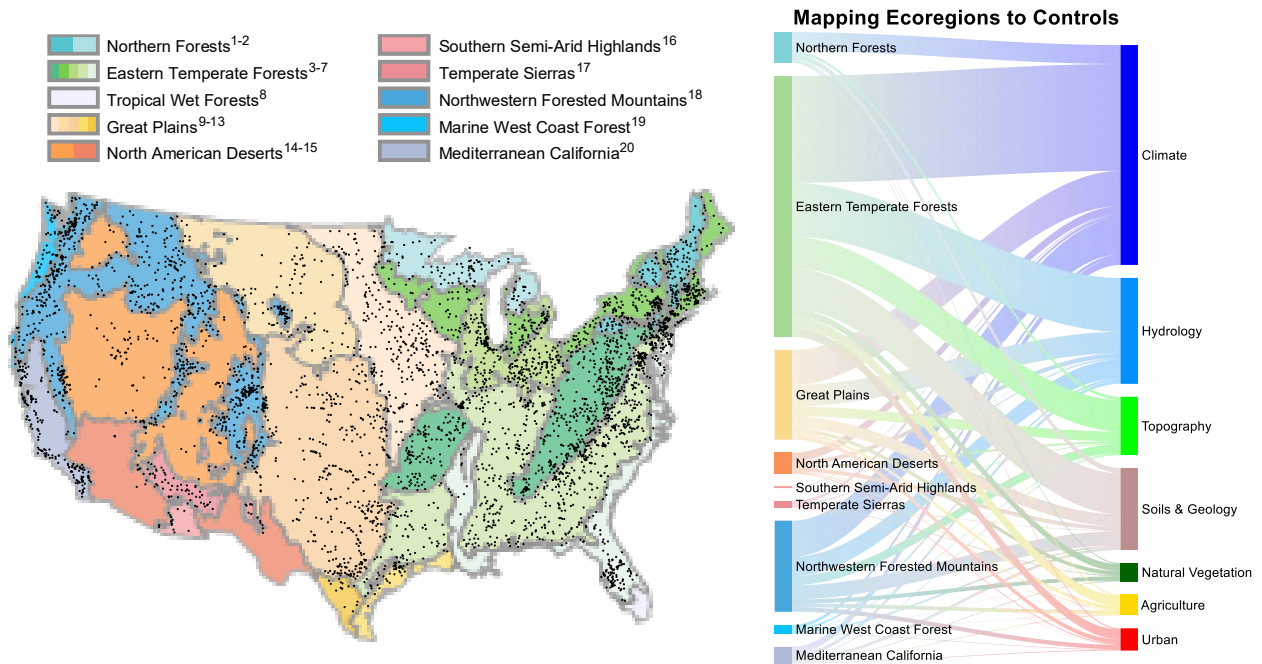 Northern Forests1-2
Eastern Temperate Forests3-7
Tropical Wet Forests8
Great Plains9-13
North American Deserts14-15
Southern Semi-Arid Highlands16
Temperate Sierras17
Northwestern Forested Mountains18
Marine West Coast Forest19
Mediterranean California20
Mapping Ecoregions to Controls
Northern Forests
Eastern Temperate Forests
Great Plains
North American Deserts
Southern Semi-Arid Highlands
Temperate Sierras
Northwestern Forested Mountains
Marine West Coast Forest
Mediterranean California
Climate
Hydrology
Topography
Soils & Geology
Natural Vegetation
Agriculture
Urban